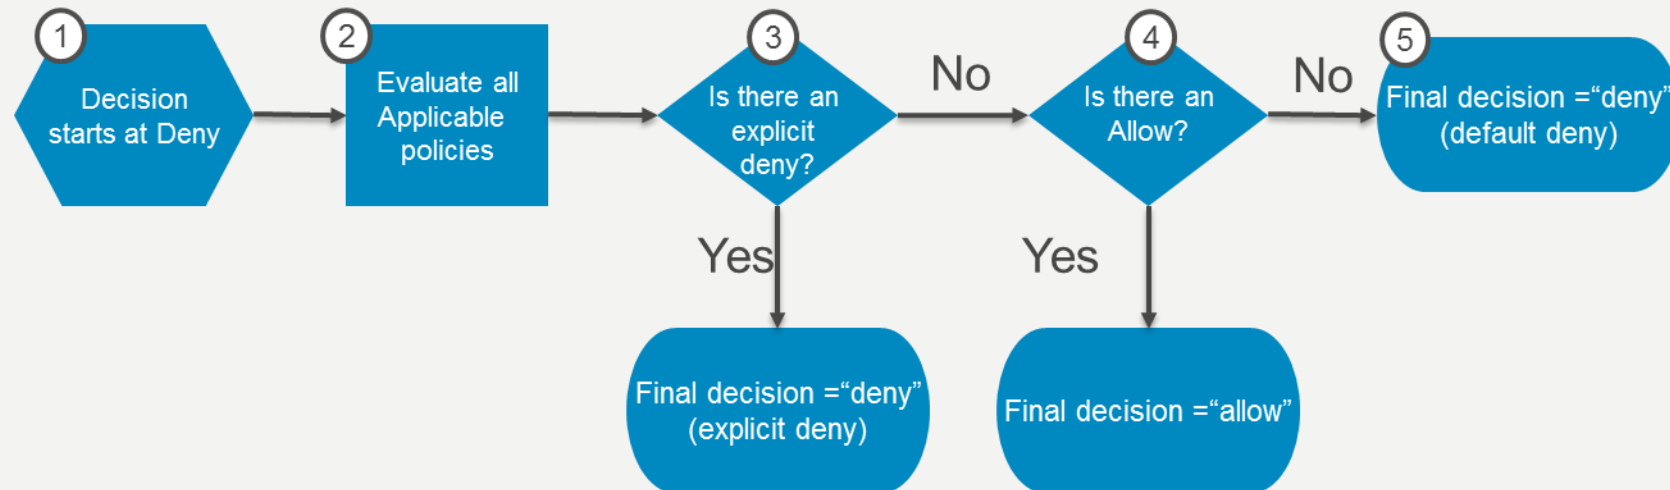 1
Decision
starts at Deny
2
Evaluate all
Applicable
policies
3
Is there an
explicit
deny?
No
Yes
Final decision =“deny”
(explicit deny)
4
Is there an
Allow?
No
Yes
Final decision =“allow”
5
Final decision =“deny”
(default deny)